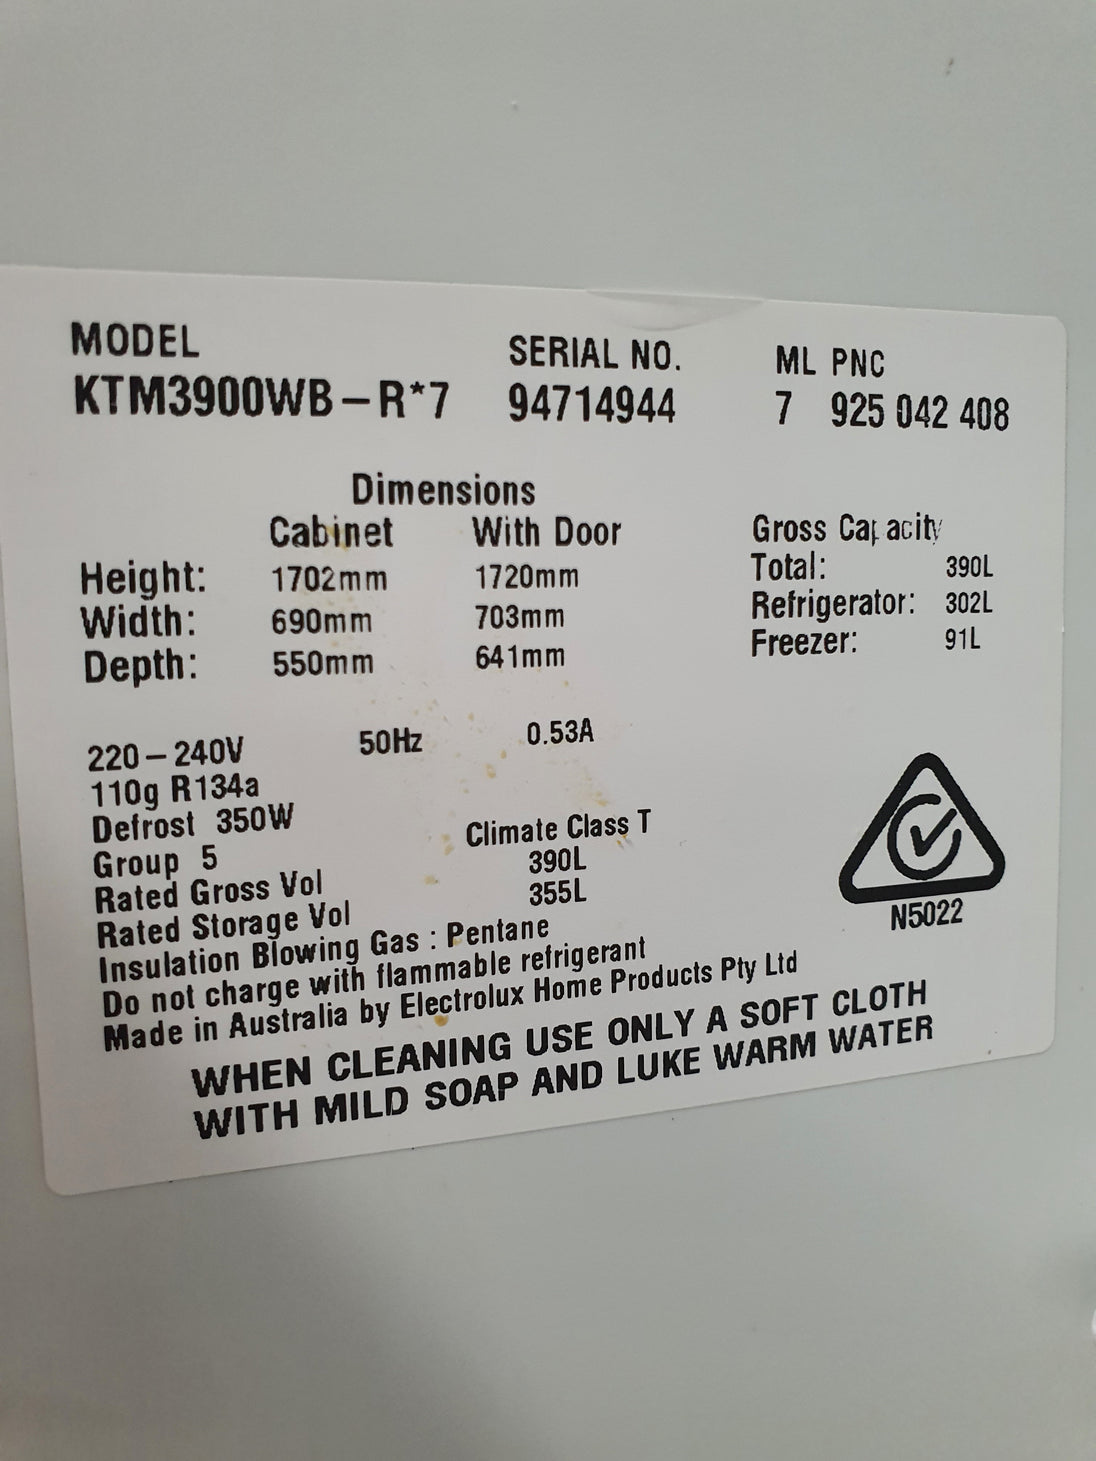 MODEL SERIAL NO. ML PNC
KTM3900WB-R*7 94714944 7 925 042 408
Dimensions
Cabinet With Door Gross Capacity
Height: 1702mm 1720mm Total: 390L
Width: 690mm 703mm Refrigerator: 302L
Depth: 550mm 641mm Freezer: 91L
220-240V 50Hz 0.53A
110g R134a
Defrost 350W Climate Class T
Group 5
Rated Gross Vol 390L
Rated Storage Vol 355L
Insulation Blowing Gas : Pentane
Do not charge with flammable refrigerant
Made in Australia by Electrolux Home Products Pty Ltd
N5022
WHEN CLEANING USE ONLY A SOFT CLOTH
WITH MILD SOAP AND LUKE WARM WATER